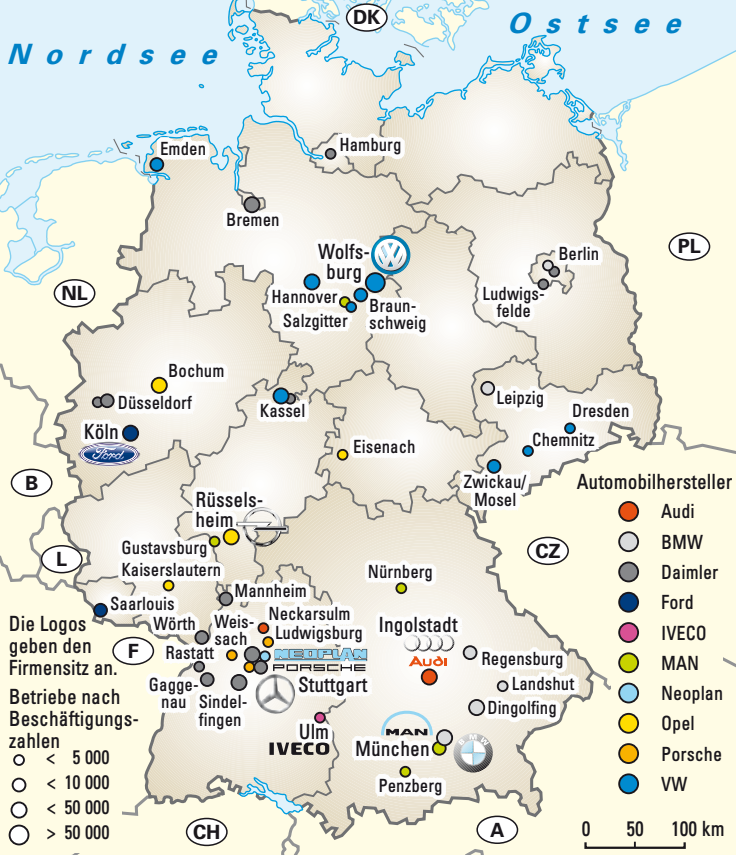 DK
Nordsee
Ostsee
Emden
Hamburg
Bremen
PL
Wolfs-
burg
Berlin
NL
Hannover
Braun-
schweig
Salzgitter
Ludwigs-
felde
Bochum
Düsseldorf
Kassel
Leipzig
Dresden
Köln
Ford
Eisenach
Chemnitz
Zwickau/
Mosel
B
Rüssels-
heim
Gustavsburg
Kaiserslautern
L
CZ
Nürnberg
Mannheim
Saarlouis
Wörth
Weis-
sach
Neckarsulm
Ludwigsburg
NEOPLAN
PORSCHE
Rastatt
Gagge-
nau
Sindel-
fingen
Stuttgart
F
Ingolstadt
Audi
Regensburg
Landshut
Dingolfing
Ulm
IVECO
MAN
München
BMW
Penzberg
CH
A
Die Logos
geben den
Firmensitz an.
Betriebe nach
Beschäftigungs-
zahlen
< 5 000
< 10 000
< 50 000
> 50 000
Automobilhersteller
Audi
BMW
Daimler
Ford
IVECO
MAN
Neoplan
Opel
Porsche
VW
0 50 100 km